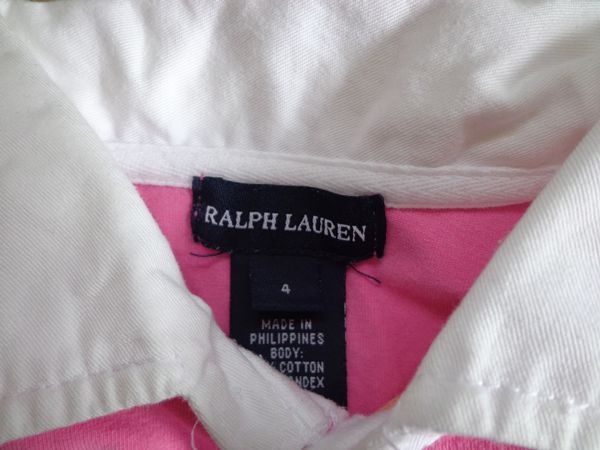 RALPH LAUREN
4
MADE IN
PHILIPPINES
BODY:
COTTON